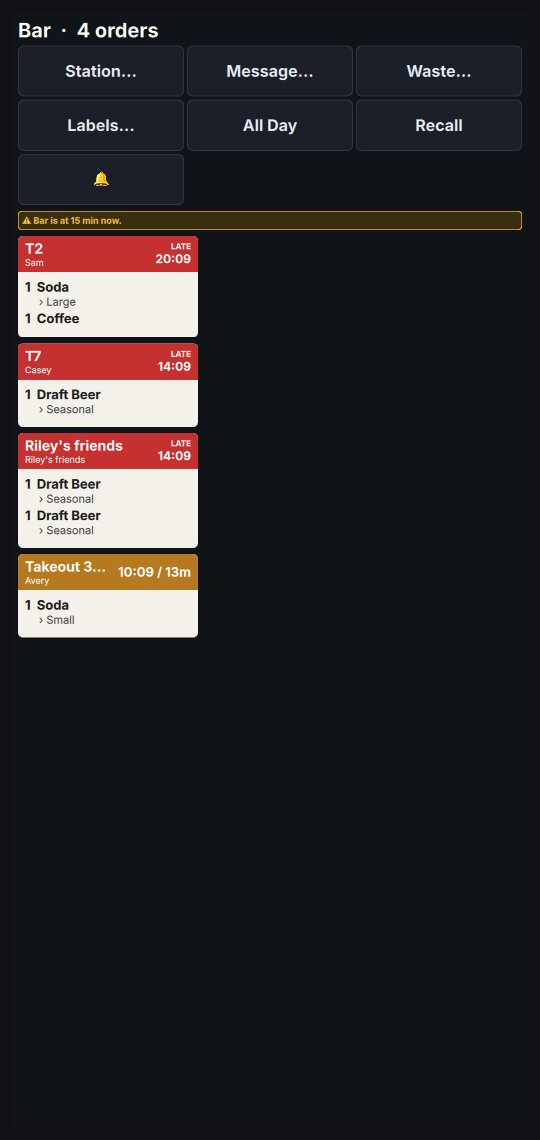 Bar · 4 orders
Station...
Message...
Waste...
Labels...
All Day
Recall
⚠ Bar is at 15 min now.
T2
LATE
Sam
20:09
1 Soda
› Large
1 Coffee
T7
LATE
Casey
14:09
1 Draft Beer
› Seasonal
Riley's friends
LATE
Riley's friends
14:09
1 Draft Beer
› Seasonal
1 Draft Beer
› Seasonal
Takeout 3...
10:09 / 13m
Avery
1 Soda
› Small